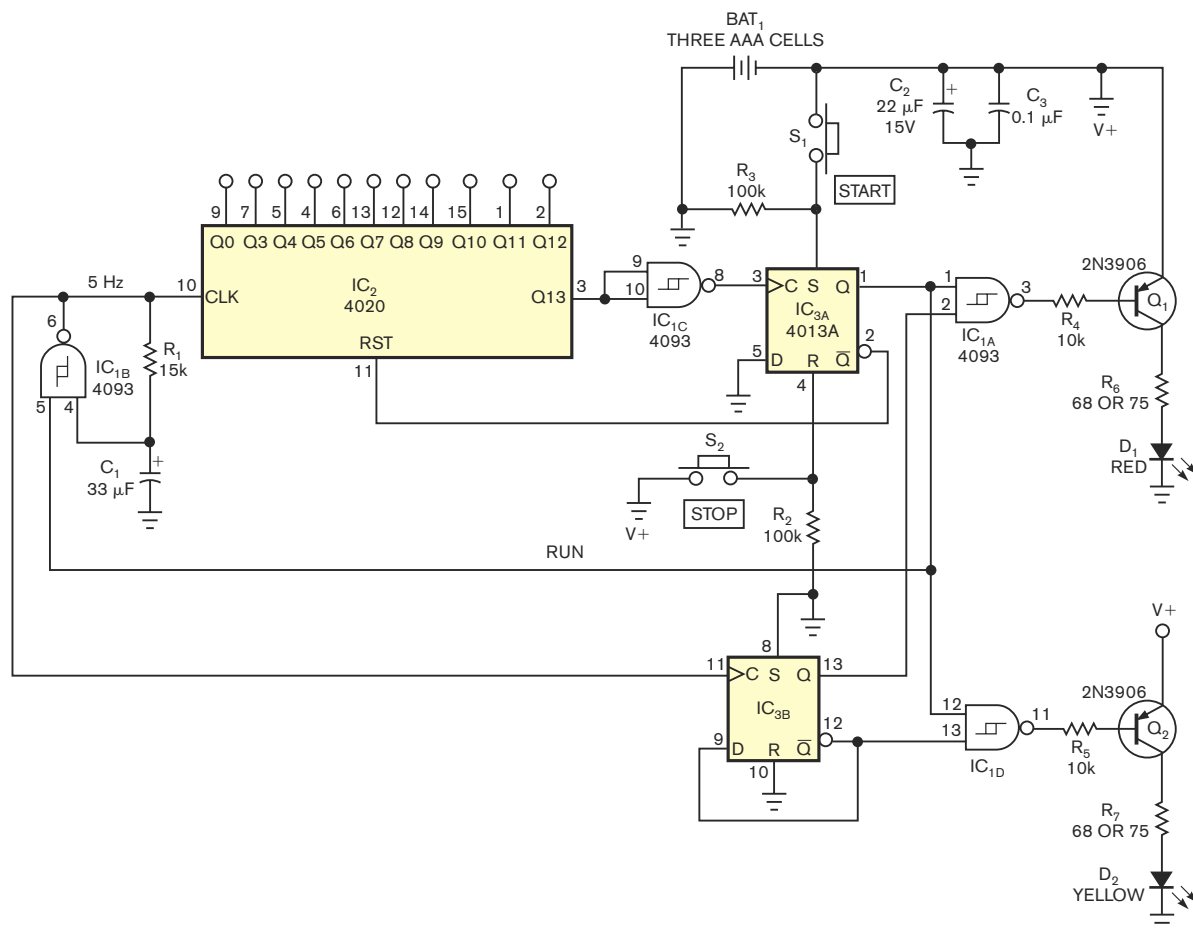 BAT1
THREE AAA CELLS
C2
22 µF
15V
+
C3
0.1 µF
V+
S1
START
R3
100k
9 7 5 4 6 13 12 14 15 1 2
Q0 Q3 Q4 Q5 Q6 Q7 Q8 Q9 Q10 Q11 Q12
5 Hz
10
CLK
IC2
4020
Q13
3
RST
11
9
10
8
IC1C
4093
3
C S Q
1
IC3A
4013A
5
D R Q̅
2
4
1
2
3
IC1A
4093
R4
10k
2N3906
Q1
R6
68 OR 75
D1
RED
6
IC1B
4093
5 4
R1
15k
C1
33 µF
+
S2
STOP
V+
R2
100k
RUN
8
11
C S Q
13
IC3B
12
9
D R Q̅
10
12
13
11
IC1D
R5
10k
V+
2N3906
Q2
R7
68 OR 75
D2
YELLOW